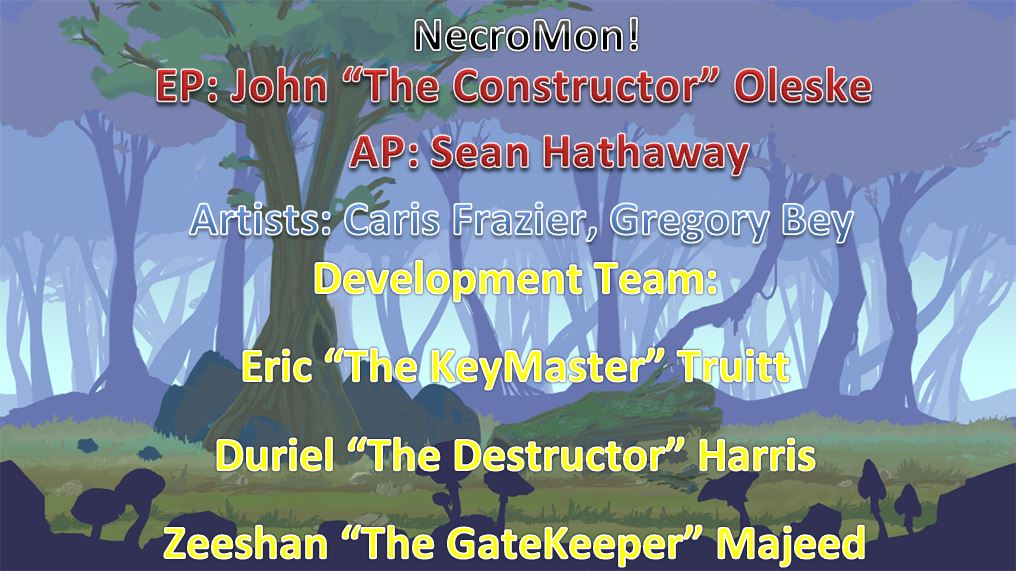 NecroMon!
EP: John “The Constructor” Oleske
AP: Sean Hathaway
Artists: Caris Frazier, Gregory Bey
Development Team:
Eric “The KeyMaster” Truitt
Duriel “The Destructor” Harris
Zeeshan “The GateKeeper” Majeed